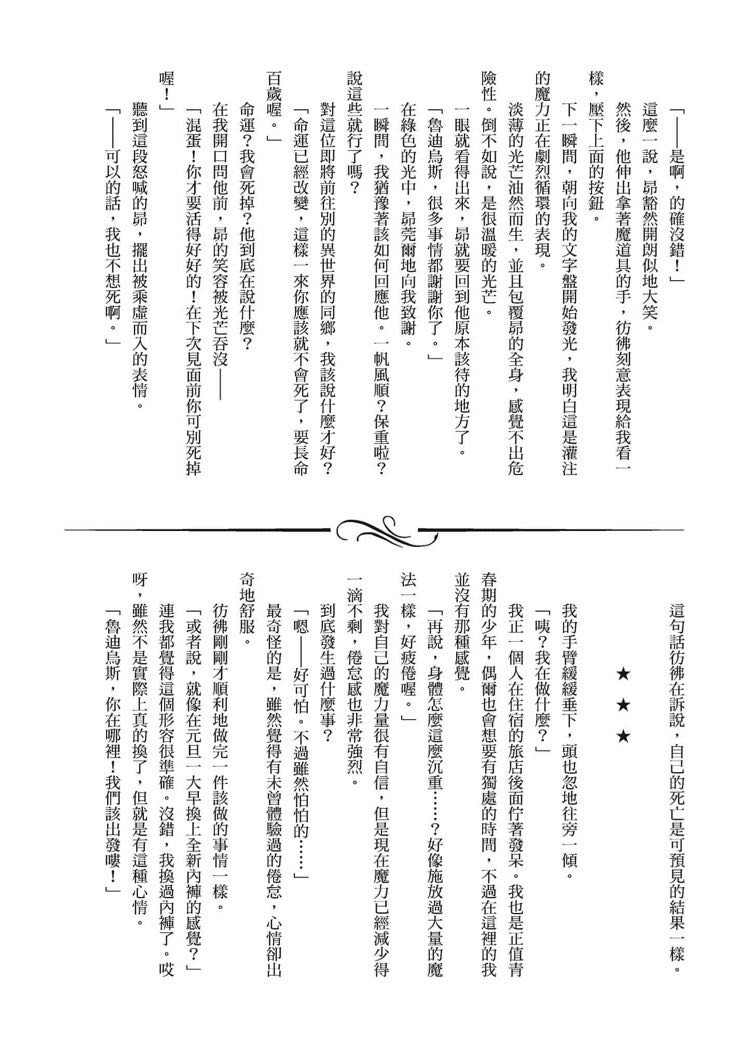 「——是啊，的確沒錯！」
這麼一說，昴豁然開朗似地大笑。
然後，他伸出拿著魔道具的手，彷彿刻意表現給我看一
樣，壓下上面的按鈕。
下一瞬間，朝向我的文字盤開始發光，我明白這是灌注
的魔力正在劇烈循環的表現。
淡薄的光芒油然而生，並且包覆昴的全身，感覺不出危
險性。倒不如說，是很溫暖的光芒。
一眼就看得出來，昴就要回到他原本該待的地方了。
「魯迪烏斯，很多事情都謝謝你了。」
在綠色的光中，昴莞爾地向我致謝。
一瞬間，我猶豫著該如何回應他。一帆風順？保重啦？
說這些就行了嗎？
對這位即將前往別的異世界的同鄉，我該說什麼才好？
「命運已經改變，這樣一來你應該就不會死了，要長命
百歲喔。」
命運？我會死掉？他到底在說什麼？
在我開口問他前，昴的笑容被光芒吞沒——
「混蛋！你才要活得好好的！在下次見面前你可別死掉
喔！」
聽到這段怒喊的昴，擺出被乘虛而入的表情。
「——可以的話，我也不想死啊。」
這句話彷彿在訴說，自己的死亡是可預見的結果一樣。
★ ★ ★
我的手臂緩緩垂下，頭也忽地往旁一傾。
「咦？我在做什麼？」
我正一個人在住宿的旅店後面佇著發呆。我也是正值青
春期的少年，偶爾也會想要有獨處的時間，不過在這裡的我
並沒有那種感覺。
「再說，身體怎麼這麼沉重……？好像施放過大量的魔
法一樣，好疲倦喔。」
我對自己的魔力量很有自信，但是現在魔力已經減少得
一滴不剩，倦怠感也非常強烈。
到底發生過什麼事？
「嗯——好可怕。不過雖然怕怕的……」
最奇怪的是，雖然覺得有未曾體驗過的倦怠，心情卻出
奇地舒服。
彷彿剛剛才順利地做完一件該做的事情一樣。
「或者說，就像在元旦一大早換上全新內褲的感覺？」
連我都覺得這個形容很準確。沒錯，我換過內褲了。哎
呀，雖然不是實際上真的換了，但就是有這種心情。
「魯迪烏斯，你在哪裡！我們該出發嘍！」